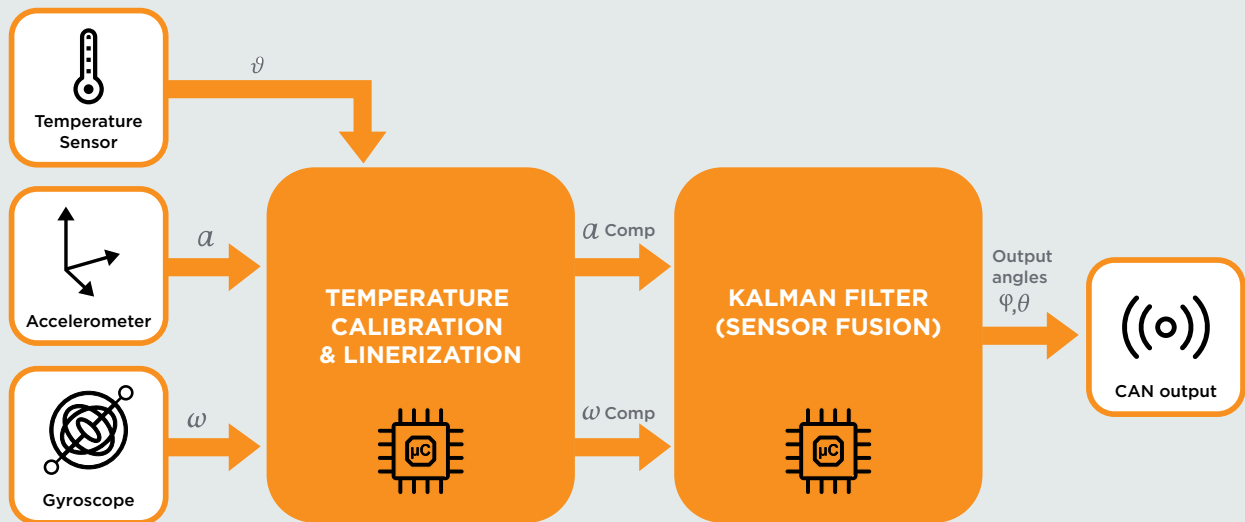 Temperature
Sensor
ϑ
Accelerometer
a
Gyroscope
ω
TEMPERATURE
CALIBRATION
& LINERIZATION
μC
a Comp
ω Comp
KALMAN FILTER
(SENSOR FUSION)
μC
Output
angles
φ,θ
CAN output